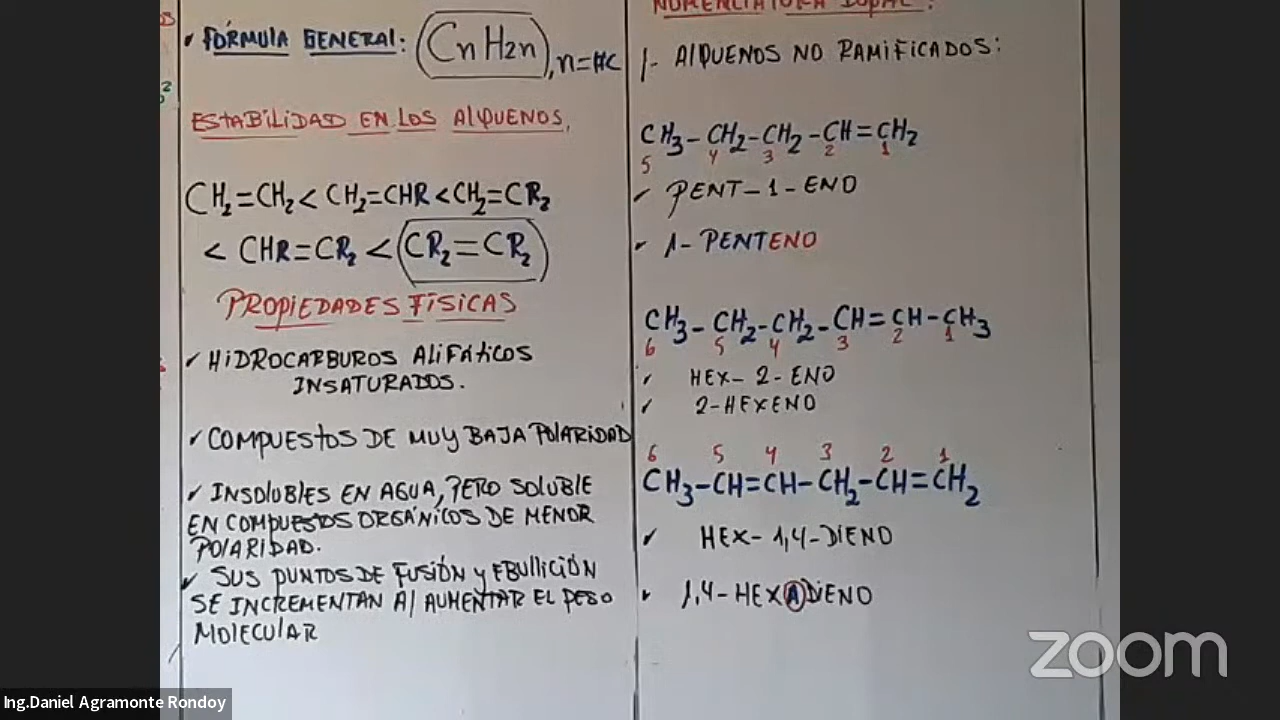 FÓRMULA GENERAL: CnH2n, n=#C
ESTABILIDAD EN LOS ALQUENOS.
CH2=CH2 < CH2=CHR < CH2=CR2
< CHR=CR2 < CR2=CR2
PROPIEDADES FÍSICAS
✓ HIDROCARBUROS ALIFÁTICOS
INSATURADOS.
✓ COMPUESTOS DE MUY BAJA POLARIDAD
✓ INSOLUBLES EN AGUA, PERO SOLUBLE
EN COMPUESTOS ORGÁNICOS DE MENOR
POLARIDAD.
✓ SUS PUNTOS DE FUSIÓN y EBULLICIÓN
SE INCREMENTAN Al AUMENTAR EL PESO
MOLECULAR
NOMENCLATURA IUPAC:
1- ALQUENOS NO RAMIFICADOS:
CH3-CH2-CH2-CH=CH2
5 4 3 2 1
✓ PENT-1-ENO
✓ 1-PENTENO
CH3-CH2-CH2-CH=CH-CH3
6 5 4 3 2 1
✓ HEX-2-ENO
✓ 2-HEXENO
6 5 4 3 2 1
CH3-CH=CH-CH2-CH=CH2
✓ HEX-1,4-DIENO
✓ 1,4-HEXADIENO
zoom
Ing.Daniel Agramonte Rondoy